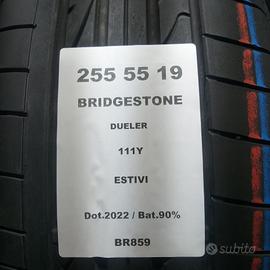 255 55 19
BRIDGESTONE
DUELER
111Y
ESTIVI
Dot.2022 / Bat.90%
BR859
subito